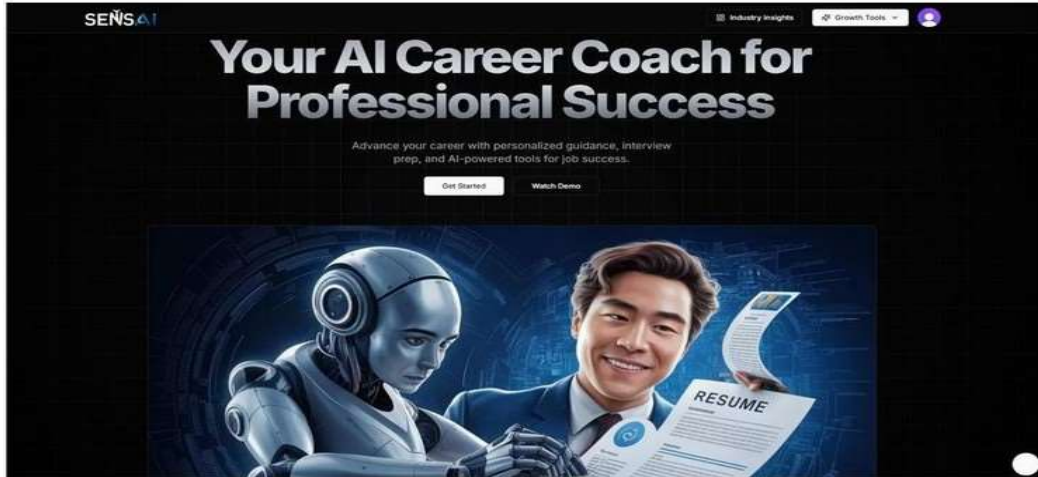 SENSAI
Industry Insights
Growth Tools
Your AI Career Coach for
Professional Success
Advance your career with personalized guidance, interview
prep, and AI-powered tools for job success.
Get Started
Watch Demo
RESUME